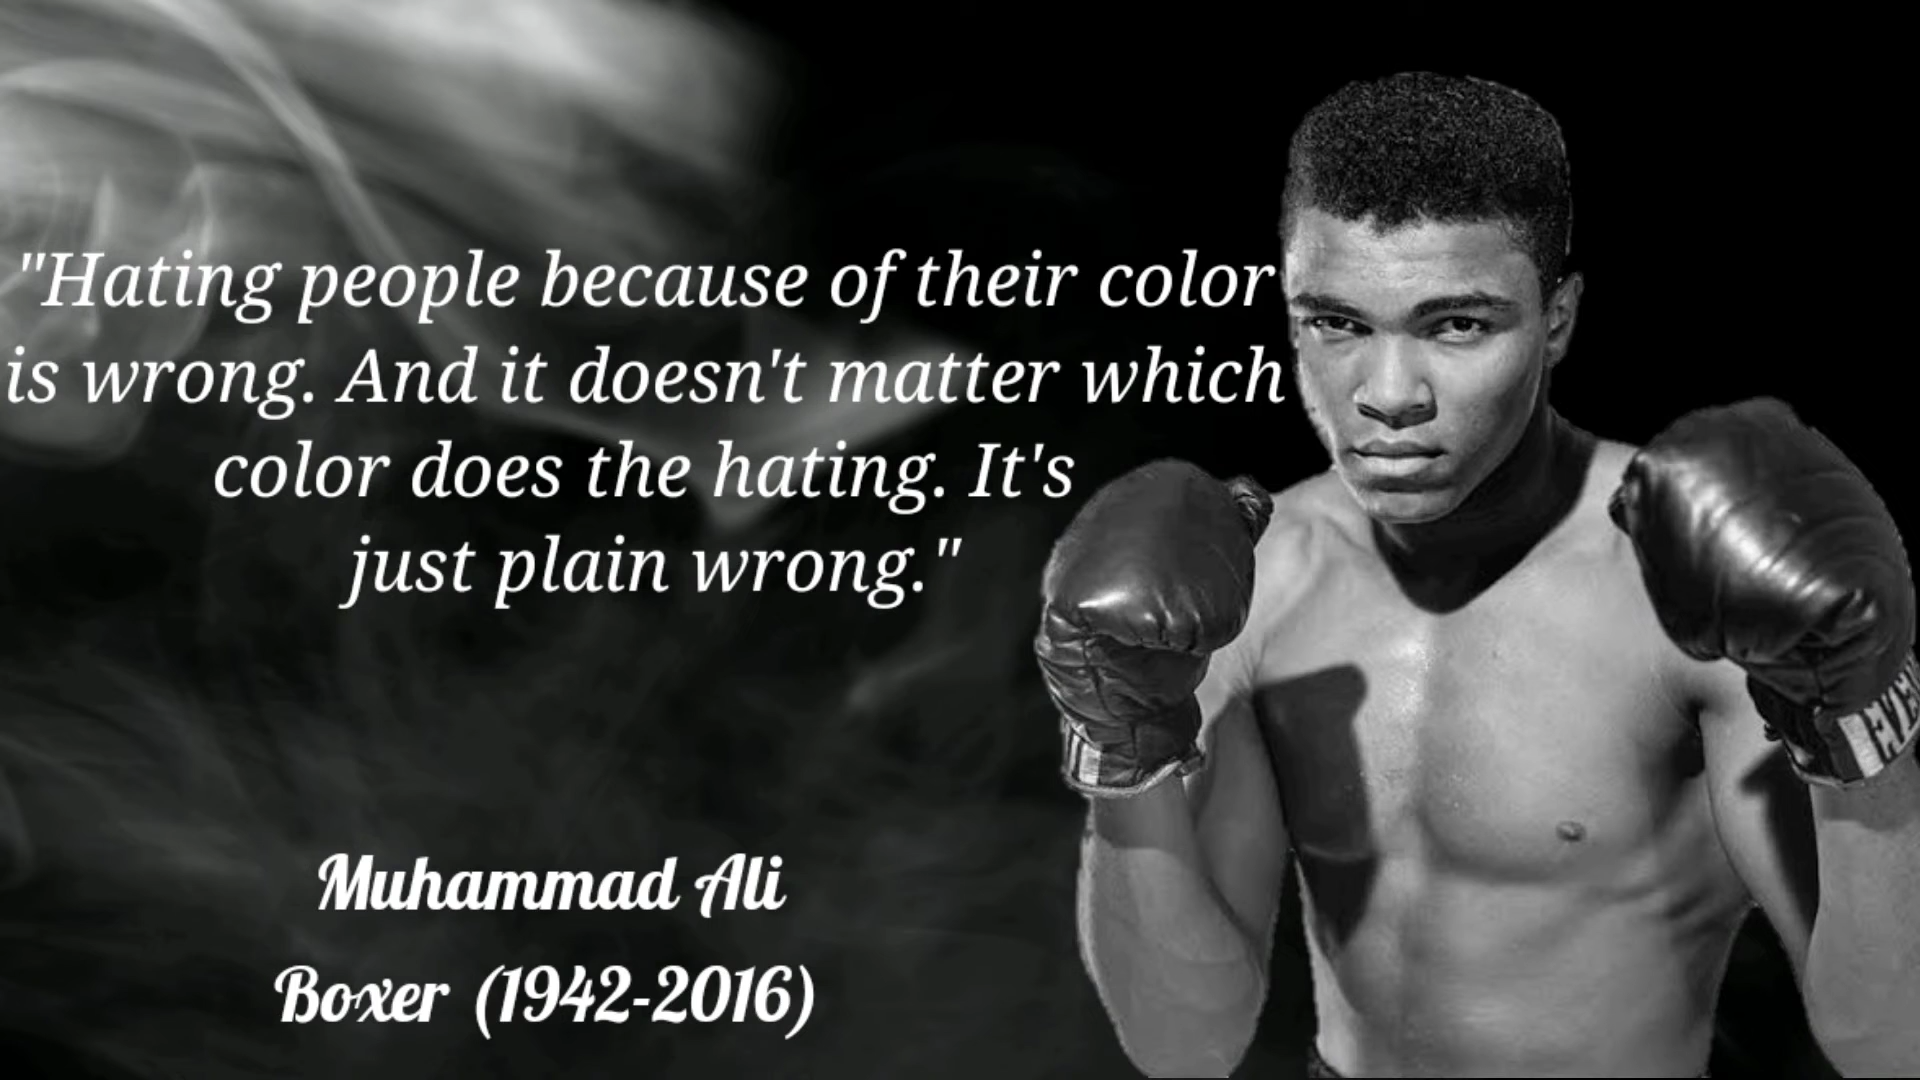 "Hating people because of their color
is wrong. And it doesn't matter which
color does the hating. It's
just plain wrong."
Muhammad Ali
Boxer (1942-2016)